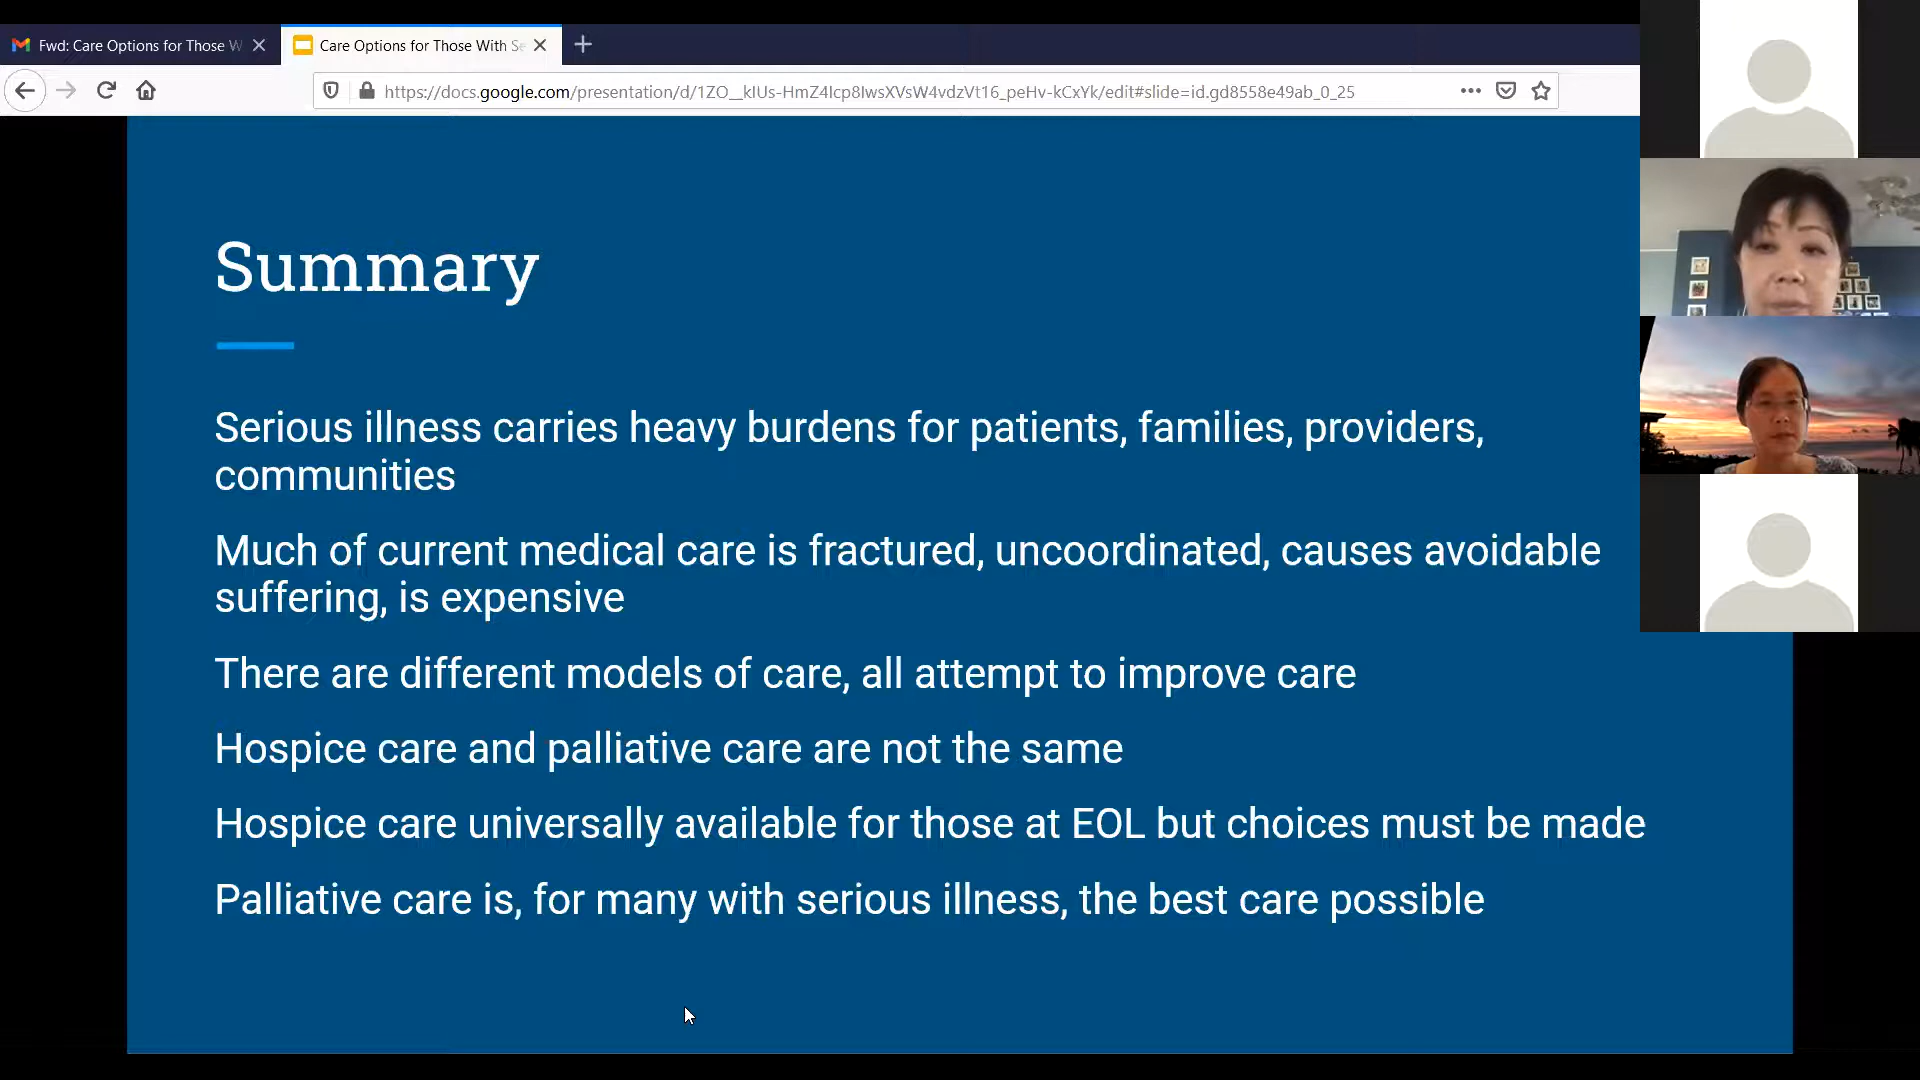 Fwd: Care Options for Those W
Care Options for Those With Se
https://docs.google.com/presentation/d/1ZO__kIUs-HmZ4Icp8IwsXVsW4vdzVt16_peHv-kCxYk/edit#slide=id.gd8558e49ab_0_25
Summary
Serious illness carries heavy burdens for patients, families, providers,
communities
Much of current medical care is fractured, uncoordinated, causes avoidable
suffering, is expensive
There are different models of care, all attempt to improve care
Hospice care and palliative care are not the same
Hospice care universally available for those at EOL but choices must be made
Palliative care is, for many with serious illness, the best care possible